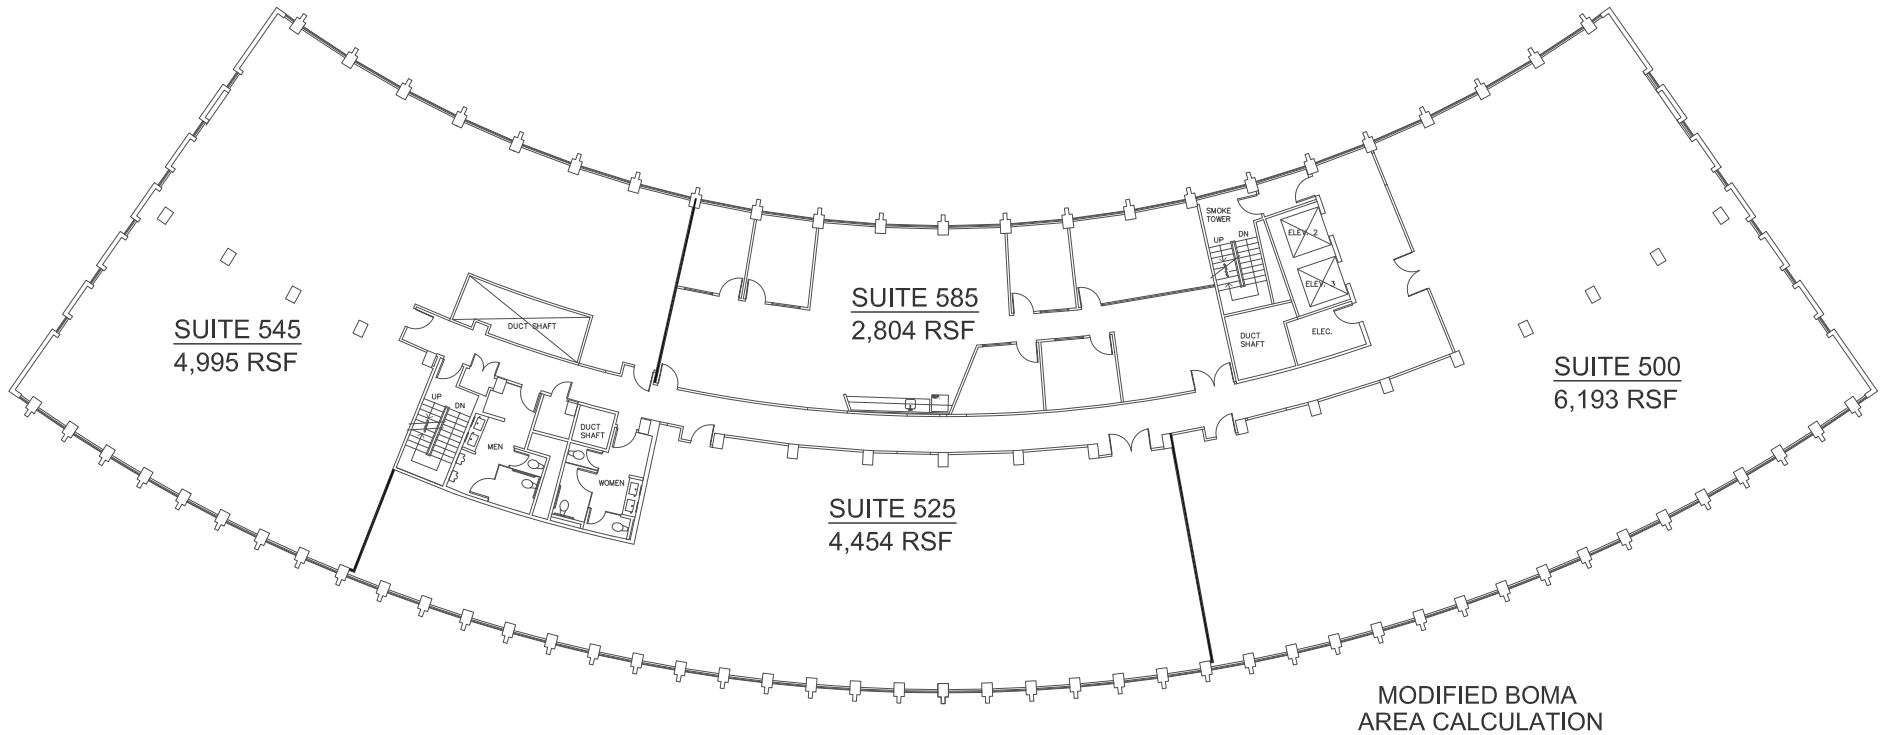 SMOKE
TOWER
UP DN
ELEV. 2
ELEV. 3
SUITE 585
2,804 RSF
SUITE 545
4,995 RSF
DUCT SHAFT
DUCT
SHAFT
ELEC.
SUITE 500
6,193 RSF
UP
DN
DUCT
SHAFT
MEN
WOMEN
SUITE 525
4,454 RSF
MODIFIED BOMA
AREA CALCULATION